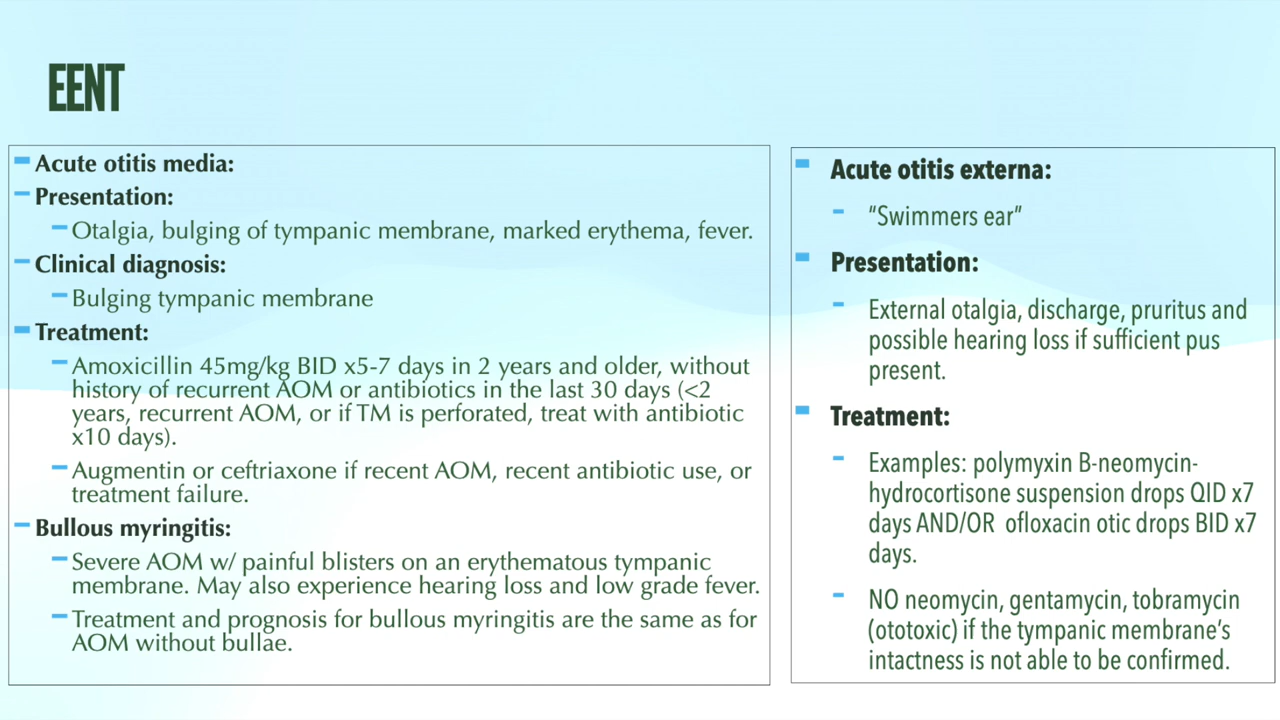 EENT
Acute otitis media:
Presentation:
Otalgia, bulging of tympanic membrane, marked erythema, fever.
Clinical diagnosis:
Bulging tympanic membrane
Treatment:
Amoxicillin 45mg/kg BID x5-7 days in 2 years and older, without
history of recurrent AOM or antibiotics in the last 30 days (<2
years, recurrent AOM, or if TM is perforated, treat with antibiotic
x10 days).
Augmentin or ceftriaxone if recent AOM, recent antibiotic use, or
treatment failure.
Bullous myringitis:
Severe AOM w/ painful blisters on an erythematous tympanic
membrane. May also experience hearing loss and low grade fever.
Treatment and prognosis for bullous myringitis are the same as for
AOM without bullae.
Acute otitis externa:
“Swimmers ear”
Presentation:
External otalgia, discharge, pruritus and
possible hearing loss if sufficient pus
present.
Treatment:
Examples: polymyxin B-neomycin-
hydrocortisone suspension drops QID x7
days AND/OR ofloxacin otic drops BID x7
days.
NO neomycin, gentamycin, tobramycin
(ototoxic) if the tympanic membrane’s
intactness is not able to be confirmed.